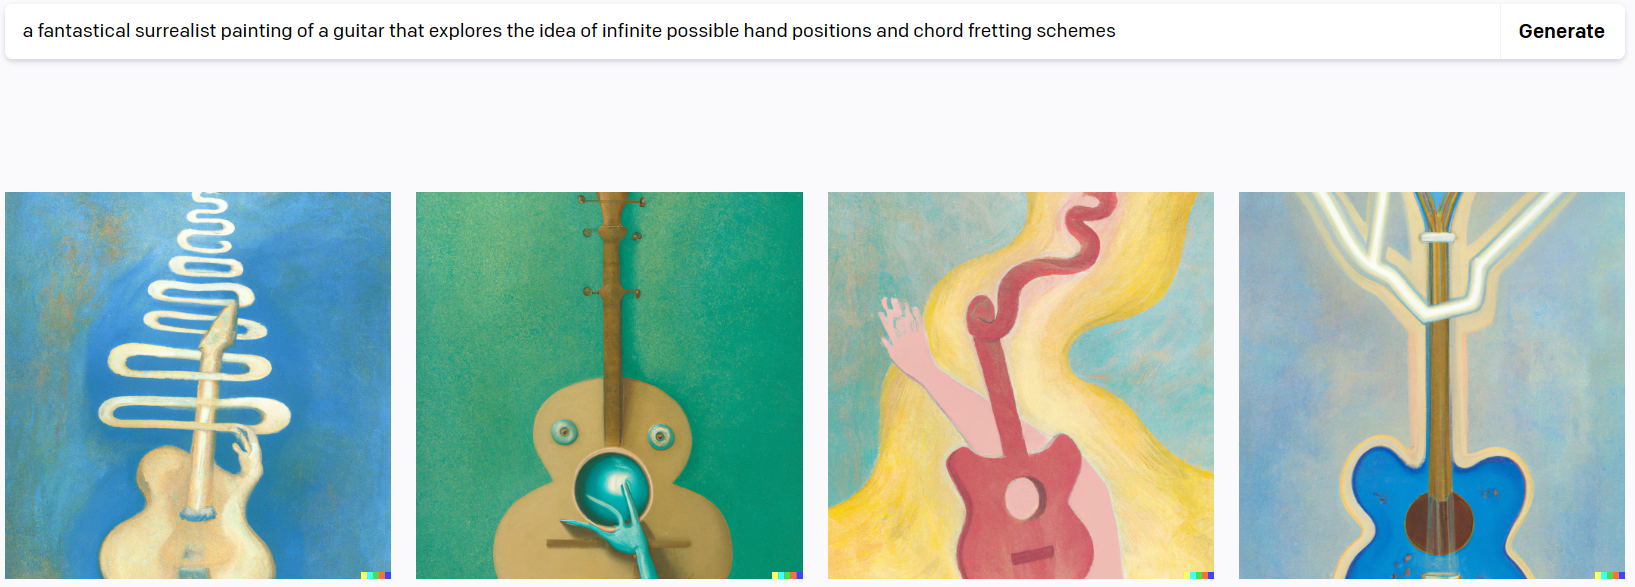 a fantastical surrealist painting of a guitar that explores the idea of infinite possible hand positions and chord fretting schemes
Generate